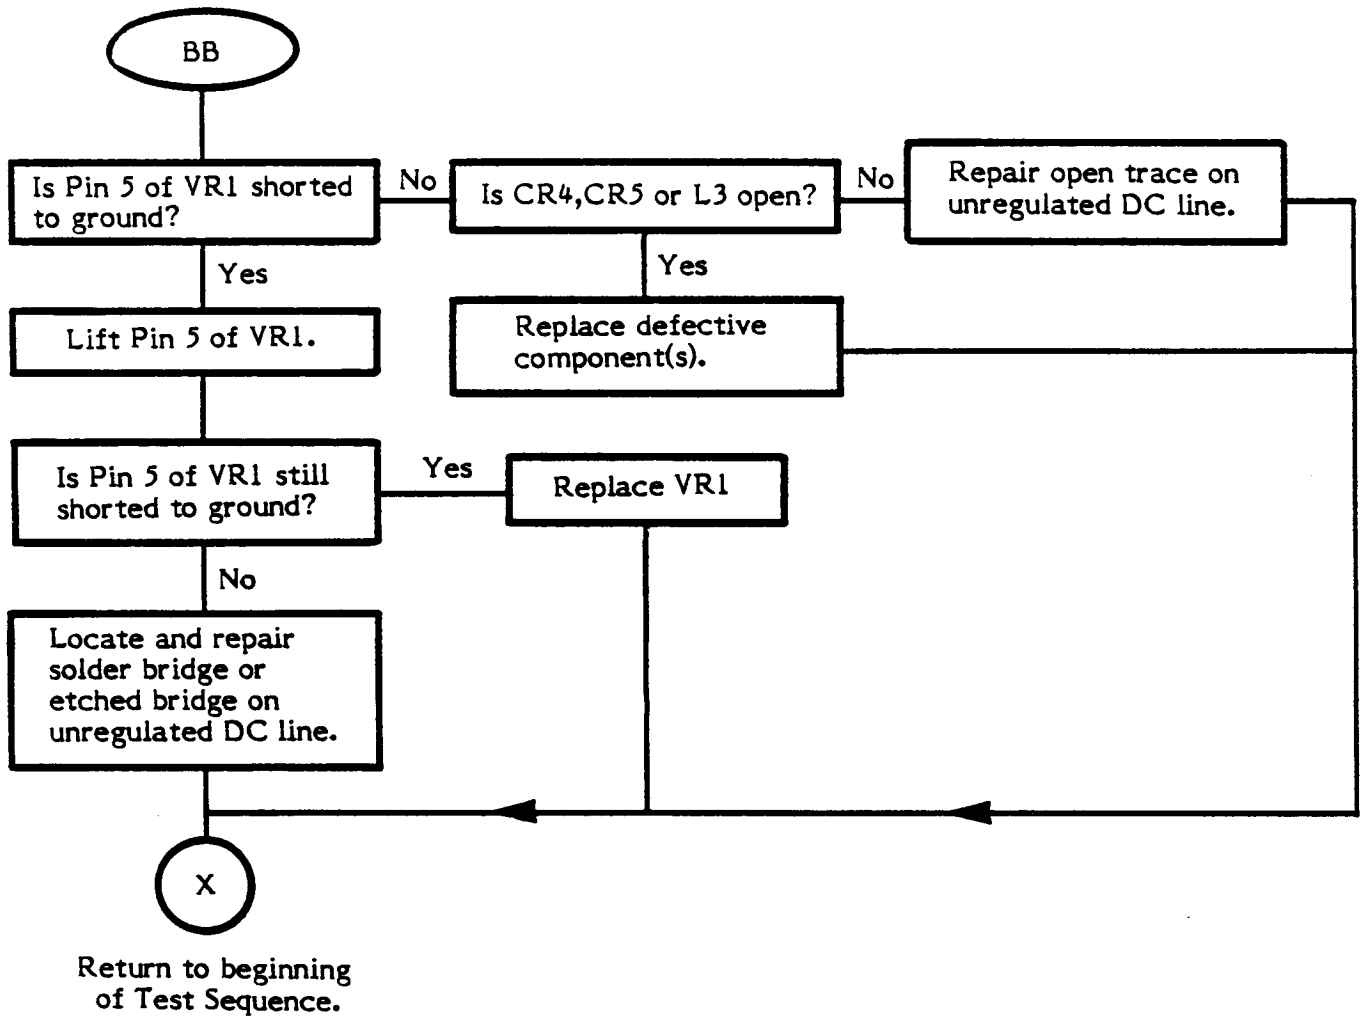 BB
Is Pin 5 of VR1 shorted
to ground?
No
Is CR4,CR5 or L3 open?
No
Repair open trace on
unregulated DC line.
Yes
Yes
Lift Pin 5 of VR1.
Replace defective
component(s).
Is Pin 5 of VR1 still
shorted to ground?
Yes
Replace VR1
No
Locate and repair
solder bridge or
etched bridge on
unregulated DC line.
X
Return to beginning
of Test Sequence.